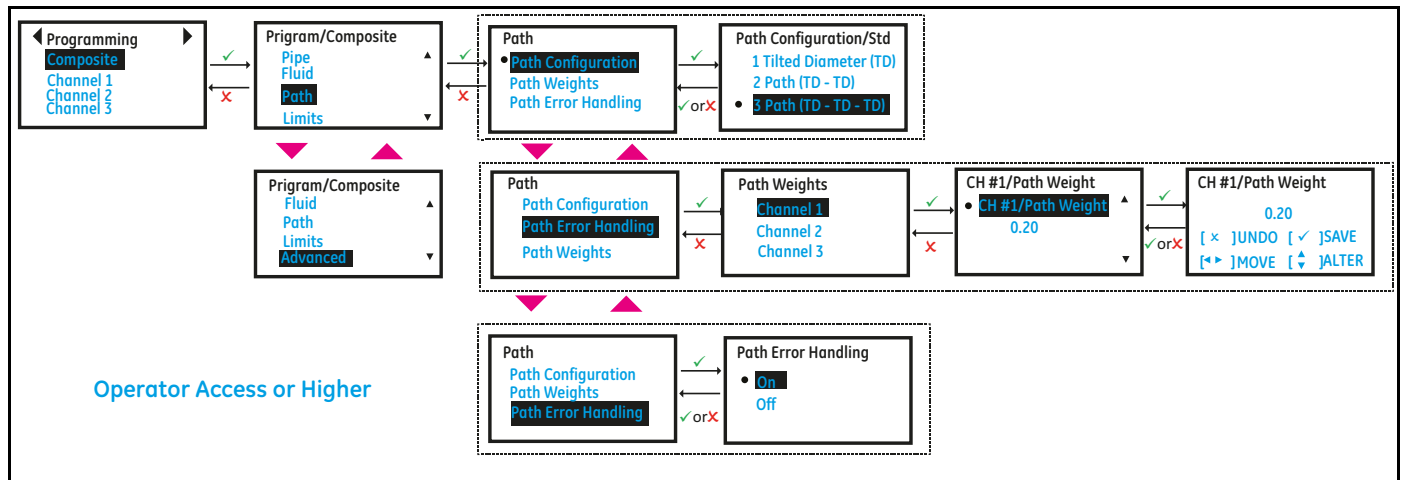 Programming
Composite
Channel 1
Channel 2
Channel 3
✓
x
Prigram/Composite
Pipe
Fluid
Path
Limits
✓
x
Path
• Path Configuration
Path Weights
Path Error Handling
✓
✓orx
Path Configuration/Std
1 Tilted Diameter (TD)
2 Path (TD - TD)
• 3 Path (TD - TD - TD)
Prigram/Composite
Fluid
Path
Limits
Advanced
Path
Path Configuration
Path Error Handling
Path Weights
✓
x
Path Weights
Channel 1
Channel 2
Channel 3
✓
x
CH #1/Path Weight
• CH #1/Path Weight
0.20
✓
✓orx
CH #1/Path Weight
0.20
[ x ]UNDO [ ✓ ]SAVE
[◂ ▸ ]MOVE [ ▴▾ ]ALTER
Path
Path Configuration
Path Weights
Path Error Handling
✓
✓orx
Path Error Handling
• On
Off
Operator Access or Higher